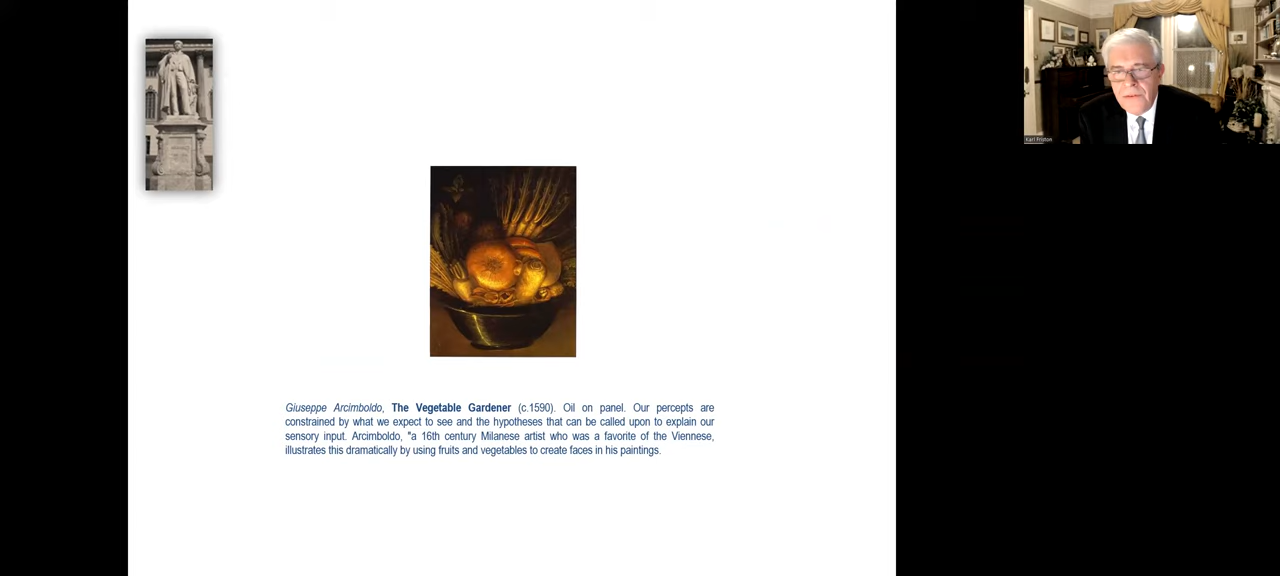 Karl Friston
Giuseppe Arcimboldo, The Vegetable Gardener (c.1590). Oil on panel. Our percepts are
constrained by what we expect to see and the hypotheses that can be called upon to explain our
sensory input. Arcimboldo, "a 16th century Milanese artist who was a favorite of the Viennese,
illustrates this dramatically by using fruits and vegetables to create faces in his paintings.